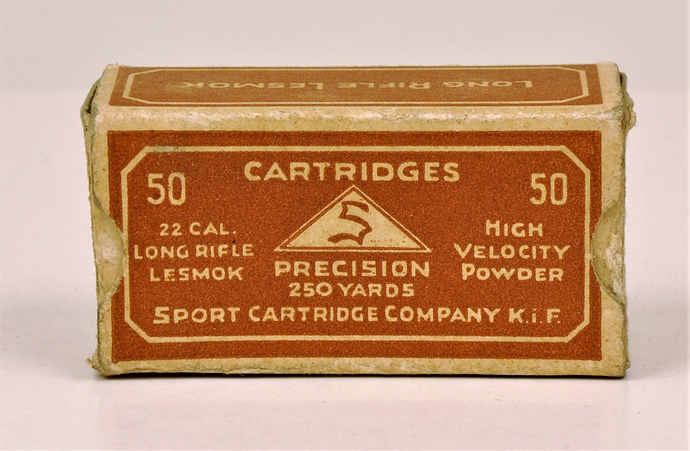 LONG RIFLE LESMOK
CARTRIDGES
50
50
22 CAL.
LONG RIFLE
LESMOK
S
HIGH
VELOCITY
POWDER
PRECISION
250 YARDS
SPORT CARTRIDGE COMPANY K.i.F.